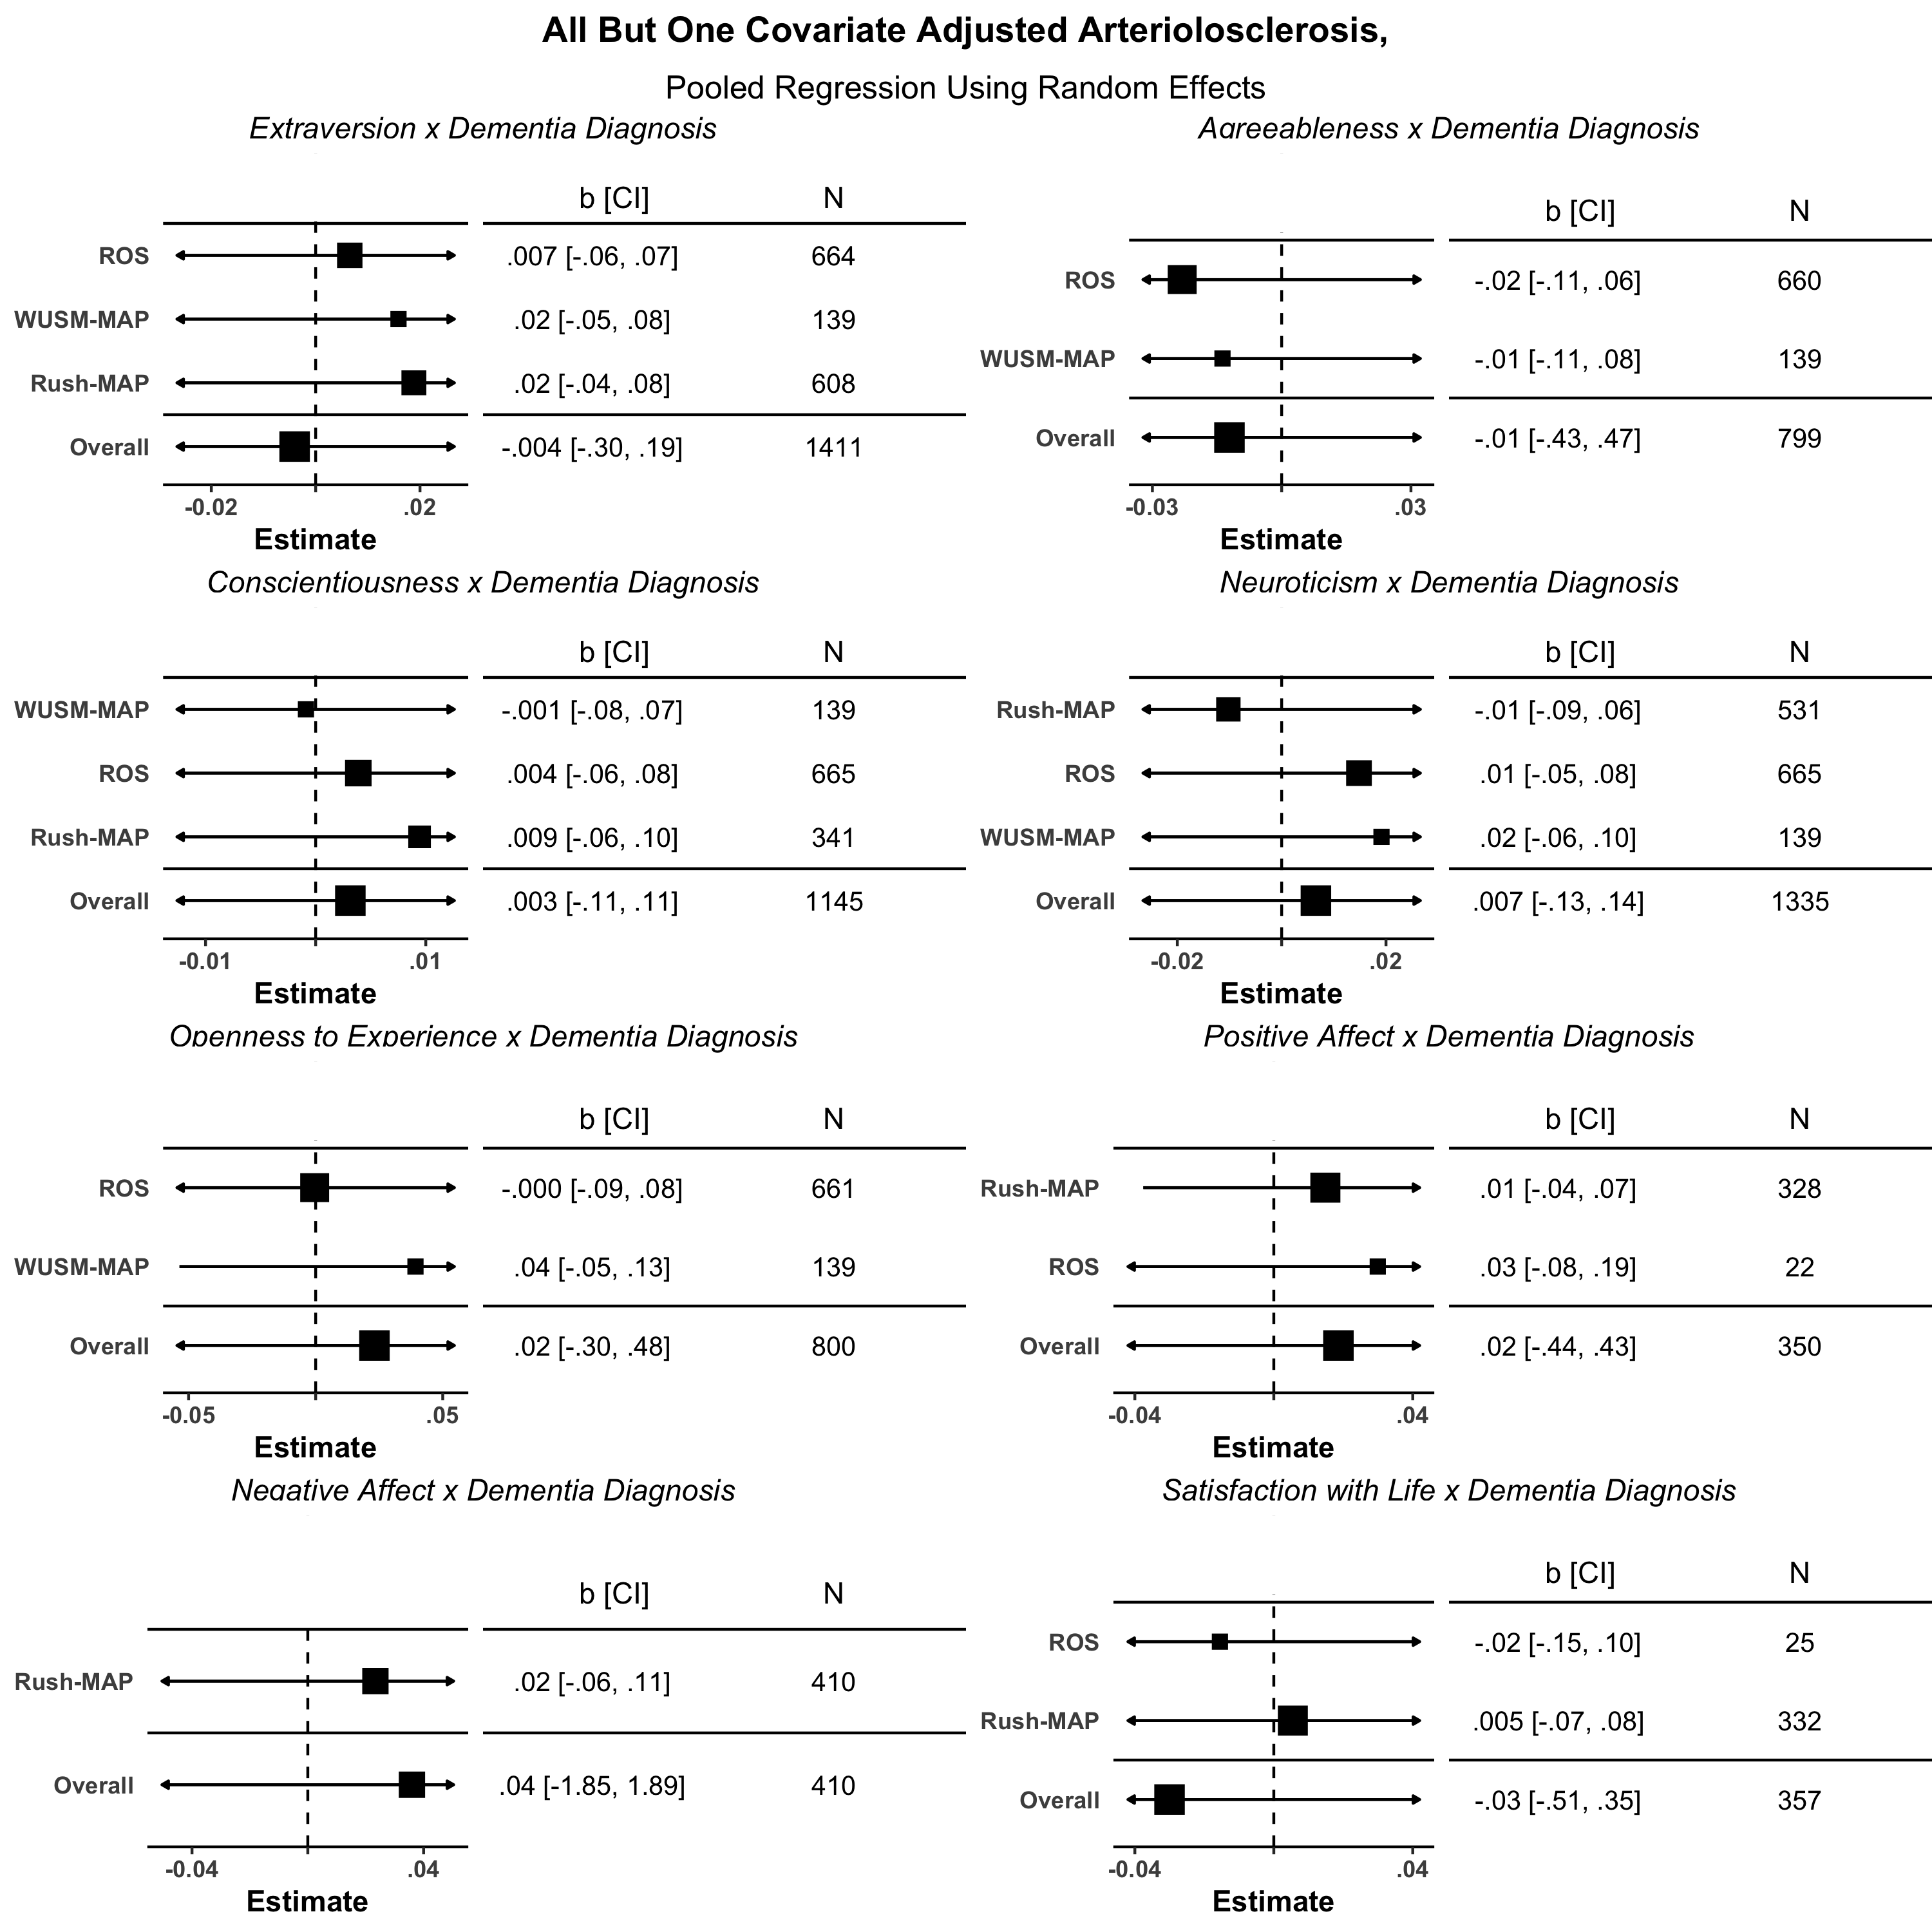 All But One Covariate Adjusted Arteriolosclerosis,
Pooled Regression Using Random Effects
Extraversion x Dementia Diagnosis
b [CI] N
ROS .007 [-.06, .07] 664
WUSM-MAP .02 [-.05, .08] 139
Rush-MAP .02 [-.04, .08] 608
Overall -.004 [-.30, .19] 1411
-0.02 .02
Estimate
Agreeableness x Dementia Diagnosis
b [CI] N
ROS -.02 [-.11, .06] 660
WUSM-MAP -.01 [-.11, .08] 139
Overall -.01 [-.43, .47] 799
-0.03 .03
Estimate
Conscientiousness x Dementia Diagnosis
b [CI] N
WUSM-MAP -.001 [-.08, .07] 139
ROS .004 [-.06, .08] 665
Rush-MAP .009 [-.06, .10] 341
Overall .003 [-.11, .11] 1145
-0.01 .01
Estimate
Neuroticism x Dementia Diagnosis
b [CI] N
Rush-MAP -.01 [-.09, .06] 531
ROS .01 [-.05, .08] 665
WUSM-MAP .02 [-.06, .10] 139
Overall .007 [-.13, .14] 1335
-0.02 .02
Estimate
Openness to Experience x Dementia Diagnosis
b [CI] N
ROS -.000 [-.09, .08] 661
WUSM-MAP .04 [-.05, .13] 139
Overall .02 [-.30, .48] 800
-0.05 .05
Estimate
Positive Affect x Dementia Diagnosis
b [CI] N
Rush-MAP .01 [-.04, .07] 328
ROS .03 [-.08, .19] 22
Overall .02 [-.44, .43] 350
-0.04 .04
Estimate
Negative Affect x Dementia Diagnosis
b [CI] N
Rush-MAP .02 [-.06, .11] 410
Overall .04 [-1.85, 1.89] 410
-0.04 .04
Estimate
Satisfaction with Life x Dementia Diagnosis
b [CI] N
ROS -.02 [-.15, .10] 25
Rush-MAP .005 [-.07, .08] 332
Overall -.03 [-.51, .35] 357
-0.04 .04
Estimate